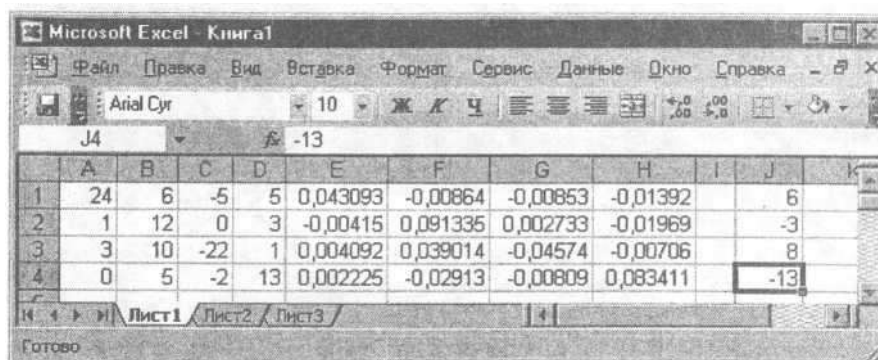 Microsoft Excel - Книга1
Файл Правка Вид Вставка Формат Сервис Данные Окно Справка
Arial Cyr 10 Ж К Ч
J4 fx -13
A B C D E F G H I J K
1 24 6 -5 5 0,043093 -0,00864 -0,00853 -0,01392 6
2 1 12 0 3 -0,00415 0,091335 0,002733 -0,01969 -3
3 3 10 -22 1 0,004092 0,039014 -0,04574 -0,00706 8
4 0 5 -2 13 0,002225 -0,02913 -0,00809 0,083411 -13
Лист1 Лист2 Лист3
Готово